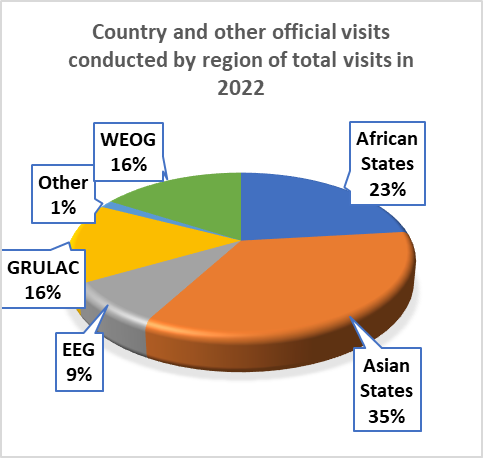 Country and other official visits
conducted by region of total visits in
2022
WEOG
16%
African
States
23%
Other
1%
GRULAC
16%
EEG
9%
Asian
States
35%